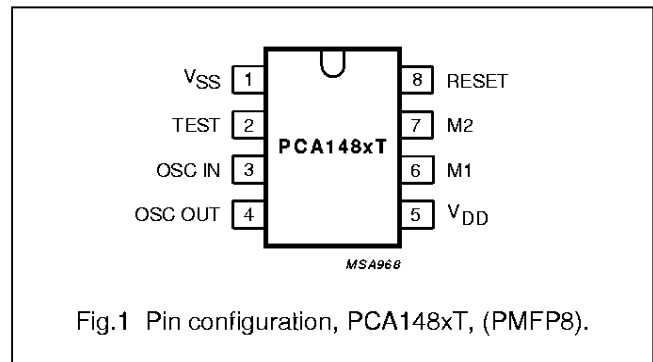 VSS 1 8 RESET
TEST 2 7 M2
PCA148xT
OSC IN 3 6 M1
OSC OUT 4 5 VDD
MSA968
Fig.1 Pin configuration, PCA148xT, (PMFP8).